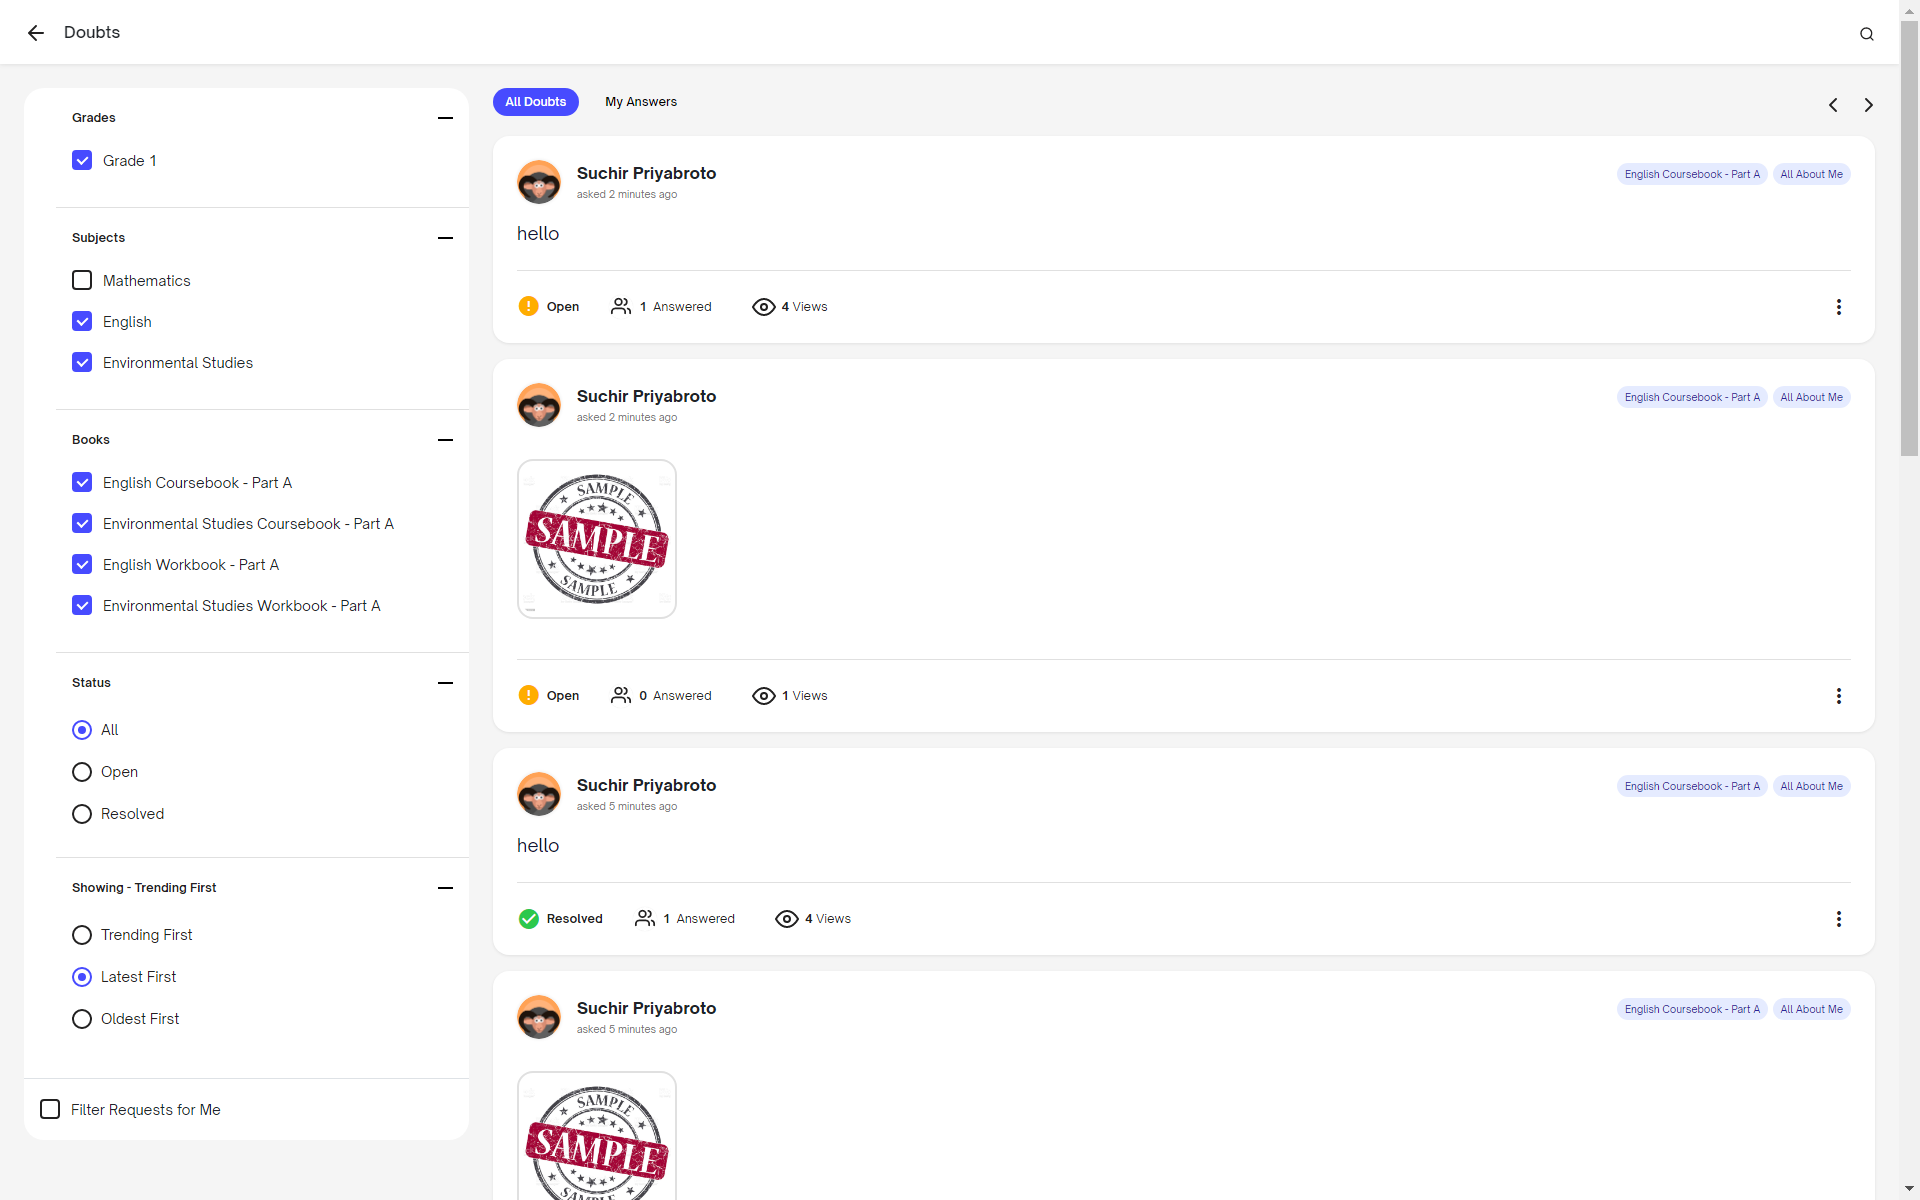 Doubts
Grades
Grade 1
Subjects
Mathematics
English
Environmental Studies
Books
English Coursebook - Part A
Environmental Studies Coursebook - Part A
English Workbook - Part A
Environmental Studies Workbook - Part A
Status
All
Open
Resolved
Showing - Trending First
Trending First
Latest First
Oldest First
Filter Requests for Me
All Doubts My Answers
Suchir Priyabroto English Coursebook - Part A All About Me
asked 2 minutes ago
hello
Open 1 Answered 4 Views
Suchir Priyabroto English Coursebook - Part A All About Me
asked 2 minutes ago
SAMPLE
SAMPLE
SAMPLE
Open 0 Answered 1 Views
Suchir Priyabroto English Coursebook - Part A All About Me
asked 5 minutes ago
hello
Resolved 1 Answered 4 Views
Suchir Priyabroto English Coursebook - Part A All About Me
asked 5 minutes ago
SAMPLE
SAMPLE
SAMPLE